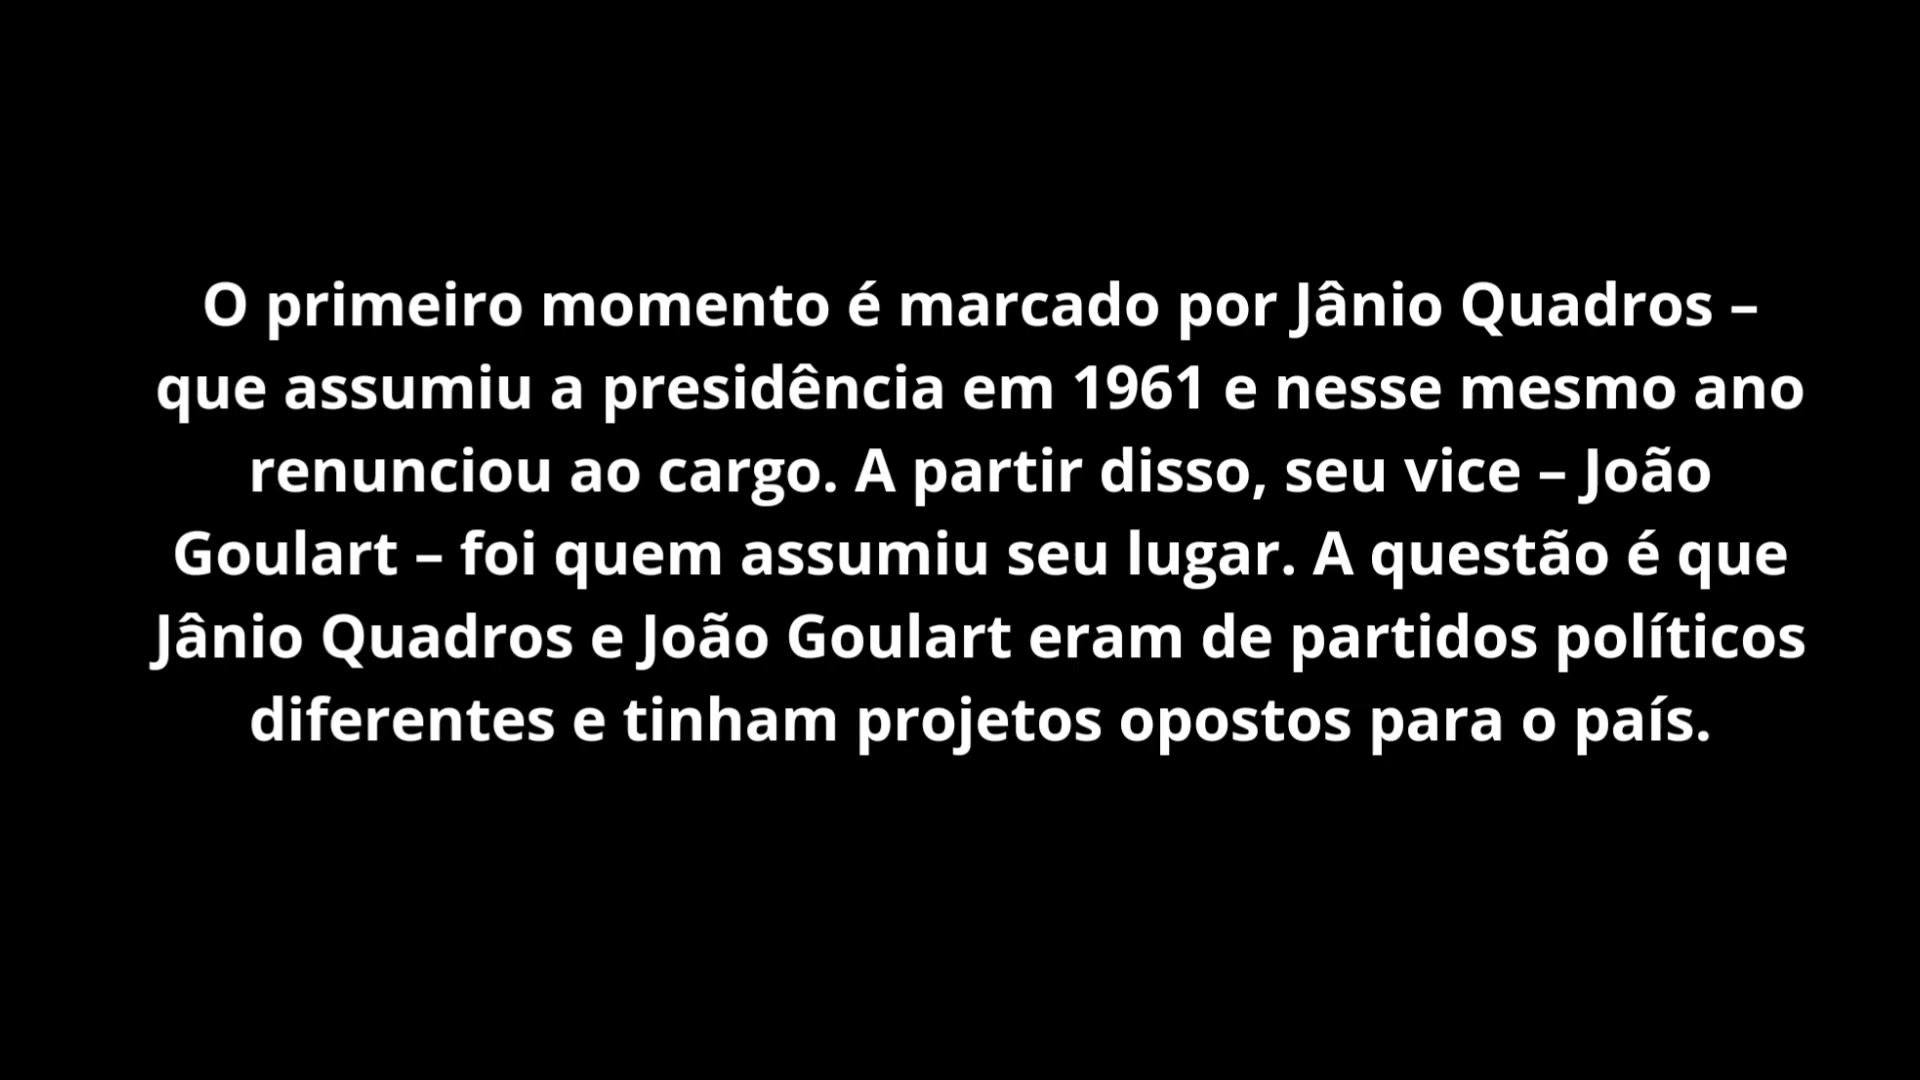 O primeiro momento é marcado por Jânio Quadros –
que assumiu a presidência em 1961 e nesse mesmo ano
renunciou ao cargo. A partir disso, seu vice – João
Goulart – foi quem assumiu seu lugar. A questão é que
Jânio Quadros e João Goulart eram de partidos políticos
diferentes e tinham projetos opostos para o país.